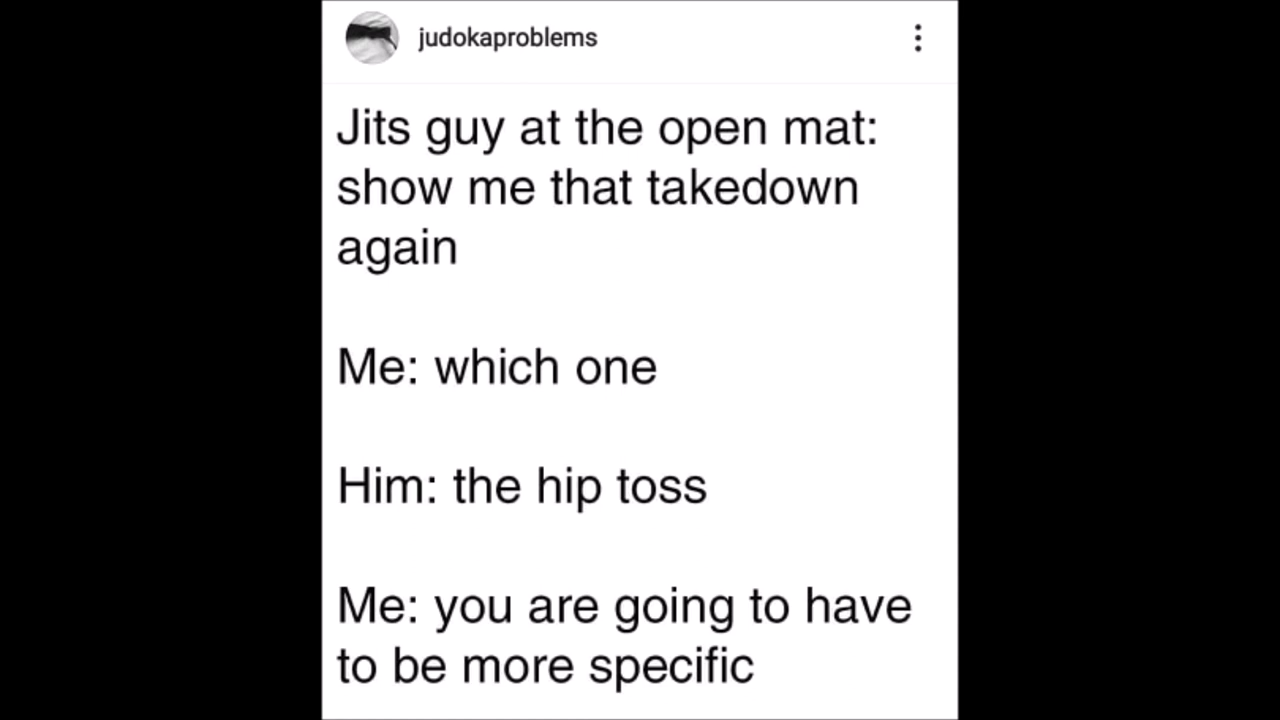 judokaproblems
Jits guy at the open mat:
show me that takedown
again
Me: which one
Him: the hip toss
Me: you are going to have
to be more specific